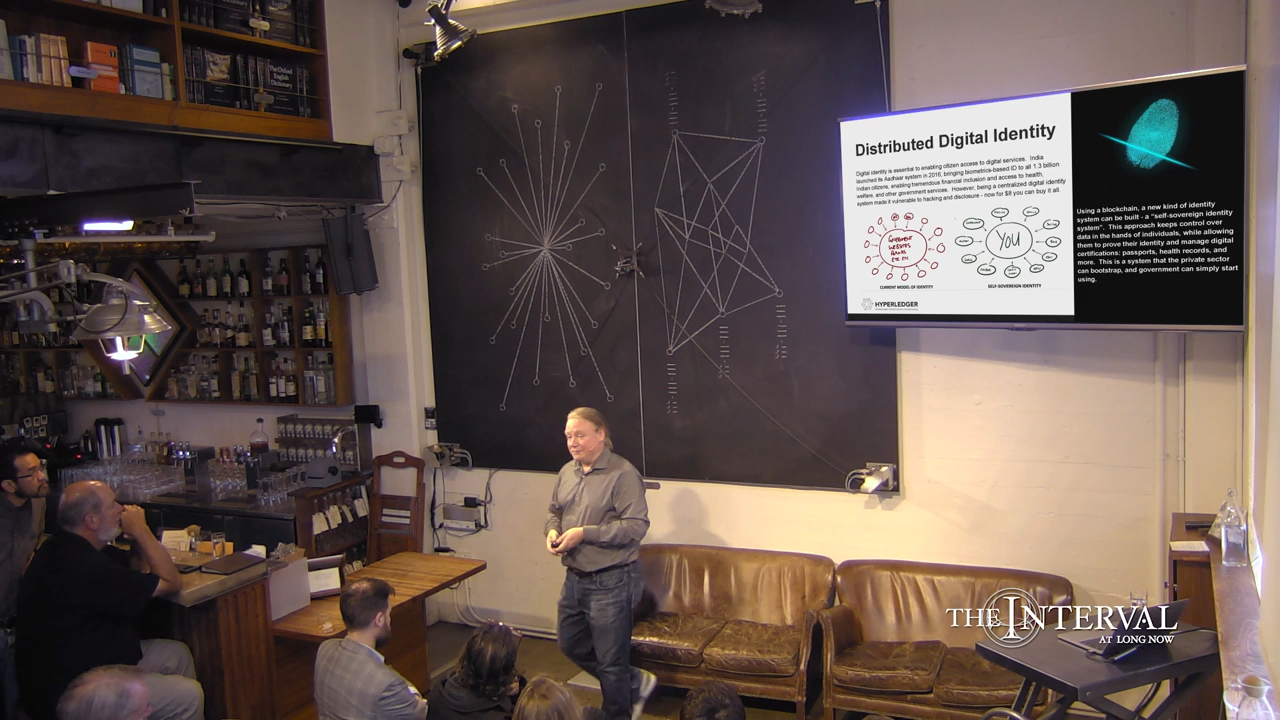 The Oxford
English
Dictionary
Distributed Digital Identity
Digital identity is essential to enabling citizen access to digital services. India
launched its Aadhaar system in 2016, bringing biometrics-based ID to all 1.3 billion
Indian citizens, enabling tremendous financial inclusion and access to health,
welfare, and other government services. However, being a centralized digital identity
system made it vulnerable to hacking and disclosure - now for $8 you can buy it all.
YOU
CURRENT MODEL OF IDENTITY
SELF-SOVEREIGN IDENTITY
HYPERLEDGER
Using a blockchain, a new kind of identity
system can be built - a "self-sovereign identity
system". This approach keeps control over
data in the hands of individuals, while allowing
them to prove their identity and manage digital
certifications: passports, health records, and
more. This is a system that the private sector
can bootstrap, and government can simply start
using.
THE INTERVAL
AT LONG NOW